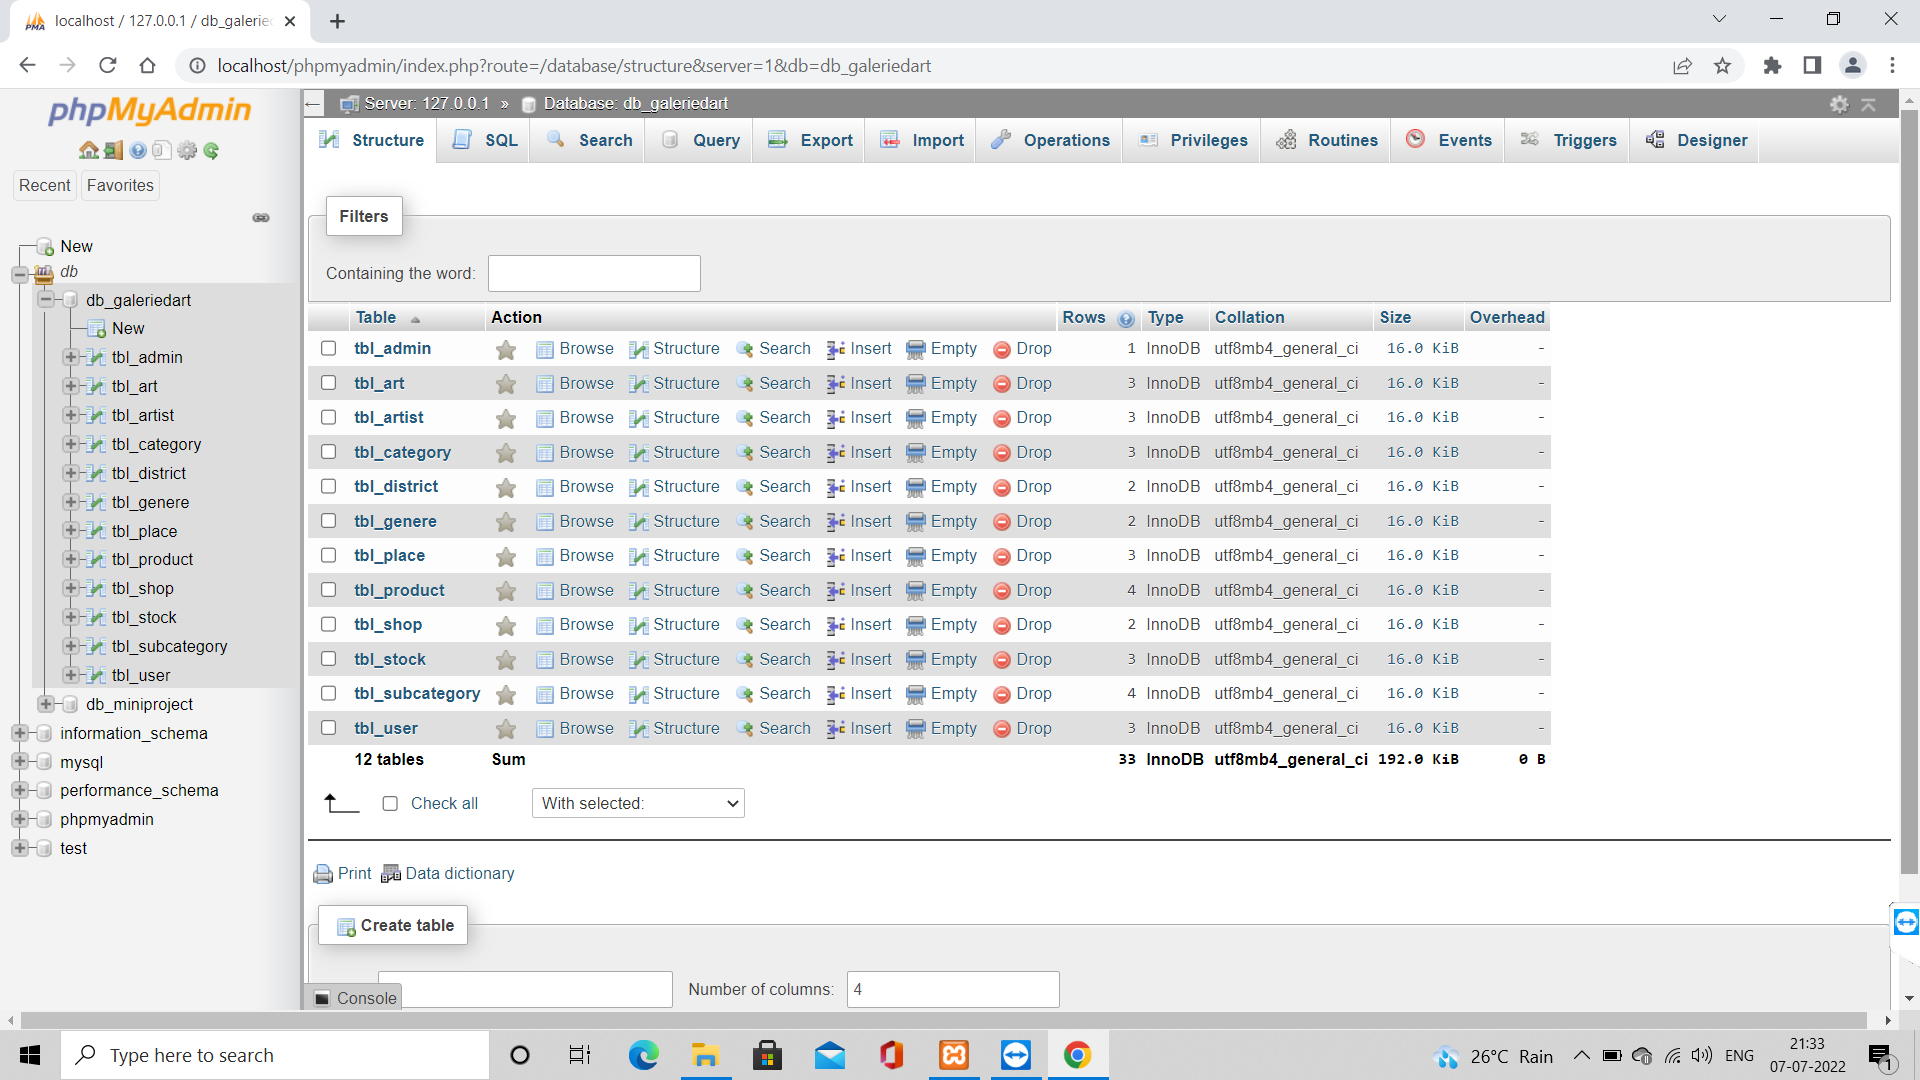 localhost / 127.0.0.1 / db_galerie
localhost/phpmyadmin/index.php?route=/database/structure&server=1&db=db_galeriedart
phpMyAdmin
Recent Favorites
New
db
db_galeriedart
New
tbl_admin
tbl_art
tbl_artist
tbl_category
tbl_district
tbl_genere
tbl_place
tbl_product
tbl_shop
tbl_stock
tbl_subcategory
tbl_user
db_miniproject
information_schema
mysql
performance_schema
phpmyadmin
test
Server: 127.0.0.1 » Database: db_galeriedart
Structure SQL Search Query Export Import Operations Privileges Routines Events Triggers Designer
Filters
Containing the word:
Table Action Rows Type Collation Size Overhead
tbl_admin Browse Structure Search Insert Empty Drop 1 InnoDB utf8mb4_general_ci 16.0 KiB -
tbl_art Browse Structure Search Insert Empty Drop 3 InnoDB utf8mb4_general_ci 16.0 KiB -
tbl_artist Browse Structure Search Insert Empty Drop 3 InnoDB utf8mb4_general_ci 16.0 KiB -
tbl_category Browse Structure Search Insert Empty Drop 3 InnoDB utf8mb4_general_ci 16.0 KiB -
tbl_district Browse Structure Search Insert Empty Drop 2 InnoDB utf8mb4_general_ci 16.0 KiB -
tbl_genere Browse Structure Search Insert Empty Drop 2 InnoDB utf8mb4_general_ci 16.0 KiB -
tbl_place Browse Structure Search Insert Empty Drop 3 InnoDB utf8mb4_general_ci 16.0 KiB -
tbl_product Browse Structure Search Insert Empty Drop 4 InnoDB utf8mb4_general_ci 16.0 KiB -
tbl_shop Browse Structure Search Insert Empty Drop 2 InnoDB utf8mb4_general_ci 16.0 KiB -
tbl_stock Browse Structure Search Insert Empty Drop 3 InnoDB utf8mb4_general_ci 16.0 KiB -
tbl_subcategory Browse Structure Search Insert Empty Drop 4 InnoDB utf8mb4_general_ci 16.0 KiB -
tbl_user Browse Structure Search Insert Empty Drop 3 InnoDB utf8mb4_general_ci 16.0 KiB -
12 tables Sum 33 InnoDB utf8mb4_general_ci 192.0 KiB 0 B
Check all With selected:
Print Data dictionary
Create table
Number of columns: 4
Console
Type here to search
26°C Rain ENG
21:33
07-07-2022
1